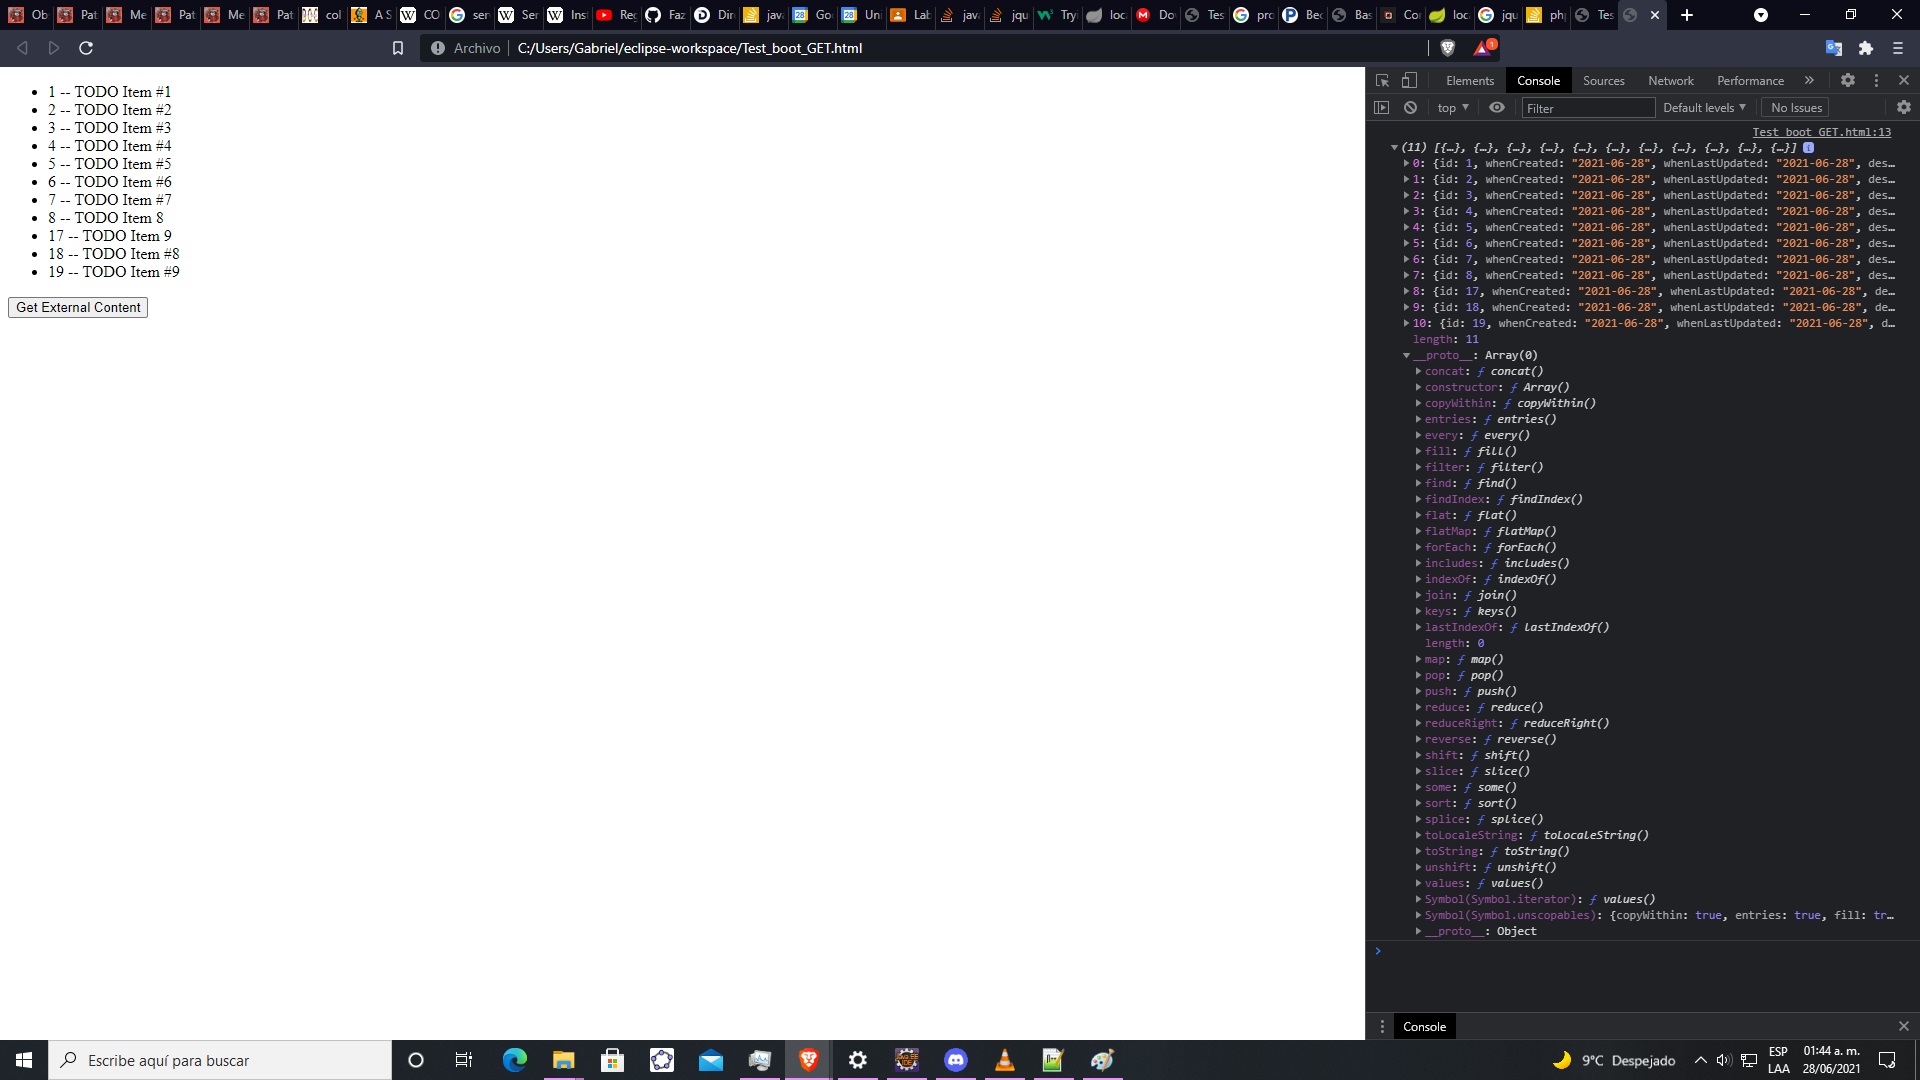 Ob Pat Me Pat Me Pat col A S CO ser Ser Inst Reg Faz Dir java Goo Uni Lab java jqu Try loca Do Tes pro Bec Bas Cor loca jqu php Tes
Archivo C:/Users/Gabriel/eclipse-workspace/Test_boot_GET.html 1
1 -- TODO Item #1
2 -- TODO Item #2
3 -- TODO Item #3
4 -- TODO Item #4
5 -- TODO Item #5
6 -- TODO Item #6
7 -- TODO Item #7
8 -- TODO Item 8
17 -- TODO Item 9
18 -- TODO Item #8
19 -- TODO Item #9
Get External Content
Elements Console Sources Network Performance
top Filter Default levels No Issues
Test_boot_GET.html:13
(11) [{…}, {…}, {…}, {…}, {…}, {…}, {…}, {…}, {…}, {…}, {…}] i
0: {id: 1, whenCreated: "2021-06-28", whenLastUpdated: "2021-06-28", des…
1: {id: 2, whenCreated: "2021-06-28", whenLastUpdated: "2021-06-28", des…
2: {id: 3, whenCreated: "2021-06-28", whenLastUpdated: "2021-06-28", des…
3: {id: 4, whenCreated: "2021-06-28", whenLastUpdated: "2021-06-28", des…
4: {id: 5, whenCreated: "2021-06-28", whenLastUpdated: "2021-06-28", des…
5: {id: 6, whenCreated: "2021-06-28", whenLastUpdated: "2021-06-28", des…
6: {id: 7, whenCreated: "2021-06-28", whenLastUpdated: "2021-06-28", des…
7: {id: 8, whenCreated: "2021-06-28", whenLastUpdated: "2021-06-28", des…
8: {id: 17, whenCreated: "2021-06-28", whenLastUpdated: "2021-06-28", de…
9: {id: 18, whenCreated: "2021-06-28", whenLastUpdated: "2021-06-28", de…
10: {id: 19, whenCreated: "2021-06-28", whenLastUpdated: "2021-06-28", d…
length: 11
__proto__: Array(0)
concat: ƒ concat()
constructor: ƒ Array()
copyWithin: ƒ copyWithin()
entries: ƒ entries()
every: ƒ every()
fill: ƒ fill()
filter: ƒ filter()
find: ƒ find()
findIndex: ƒ findIndex()
flat: ƒ flat()
flatMap: ƒ flatMap()
forEach: ƒ forEach()
includes: ƒ includes()
indexOf: ƒ indexOf()
join: ƒ join()
keys: ƒ keys()
lastIndexOf: ƒ lastIndexOf()
length: 0
map: ƒ map()
pop: ƒ pop()
push: ƒ push()
reduce: ƒ reduce()
reduceRight: ƒ reduceRight()
reverse: ƒ reverse()
shift: ƒ shift()
slice: ƒ slice()
some: ƒ some()
sort: ƒ sort()
splice: ƒ splice()
toLocaleString: ƒ toLocaleString()
toString: ƒ toString()
unshift: ƒ unshift()
values: ƒ values()
Symbol(Symbol.iterator): ƒ values()
Symbol(Symbol.unscopables): {copyWithin: true, entries: true, fill: tr…
__proto__: Object
Console
Escribe aquí para buscar
9°C Despejado
ESP
LAA
01:44 a. m.
28/06/2021